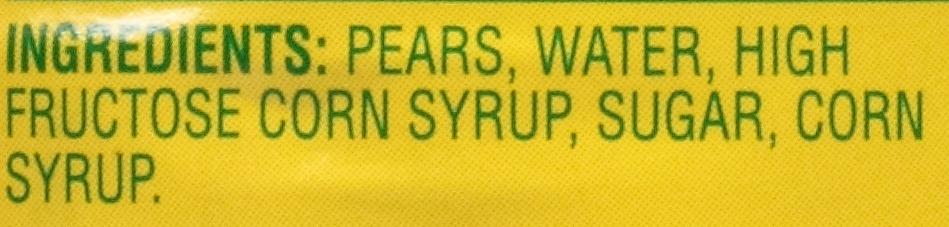 INGREDIENTS: PEARS, WATER, HIGH
FRUCTOSE CORN SYRUP, SUGAR, CORN
SYRUP.